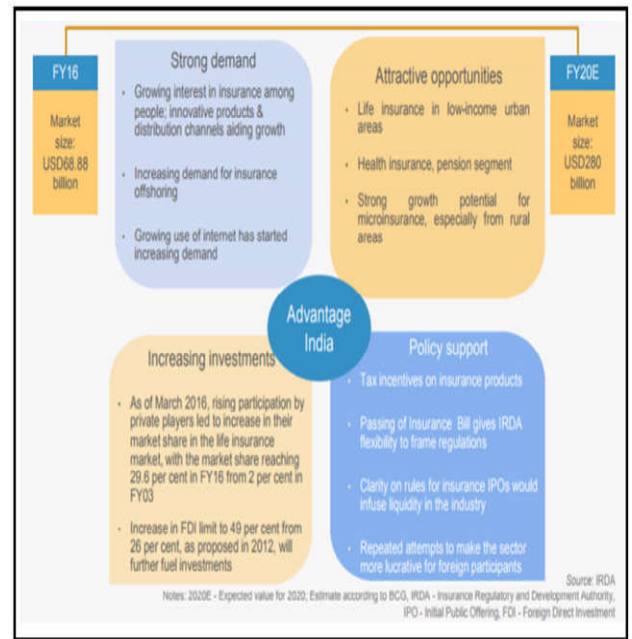 FY16
Market
size:
USD68.88
billion
Strong demand
· Growing interest in insurance among
people; innovative products &
distribution channels aiding growth
· Increasing demand for insurance
offshoring
· Growing use of internet has started
increasing demand
Attractive opportunities
· Life insurance in low-income urban
areas
· Health insurance, pension segment
· Strong growth potential for
microinsurance, especially from rural
areas
FY20E
Market
size:
USD280
billion
Advantage
India
Increasing investments
· As of March 2016, rising participation by
private players led to increase in their
market share in the life insurance
market, with the market share reaching
29.6 per cent in FY16 from 2 per cent in
FY03
· Increase in FDI limit to 49 per cent from
26 per cent, as proposed in 2012, will
further fuel investments
Policy support
· Tax incentives on insurance products
· Passing of Insurance Bill gives IRDA
flexibility to frame regulations
· Clarity on rules for insurance IPOs would
infuse liquidity in the industry
· Repeated attempts to make the sector
more lucrative for foreign participants
Source: IRDA
Notes: 2020E - Expected value for 2020; Estimate according to BCG, IRDA - Insurance Regulatory and Development Authority,
IPO - Initial Public Offering, FDI - Foreign Direct Investment